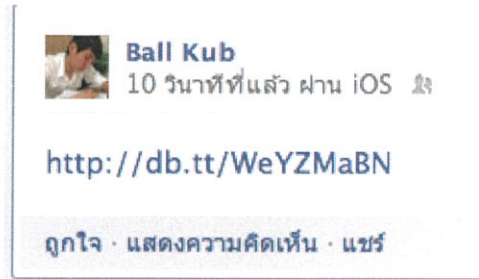 Ball Kub
10 วินาทีที่แล้ว ผ่าน iOS
http://db.tt/WeYZMaBN
ถูกใจ · แสดงความคิดเห็น · แชร์